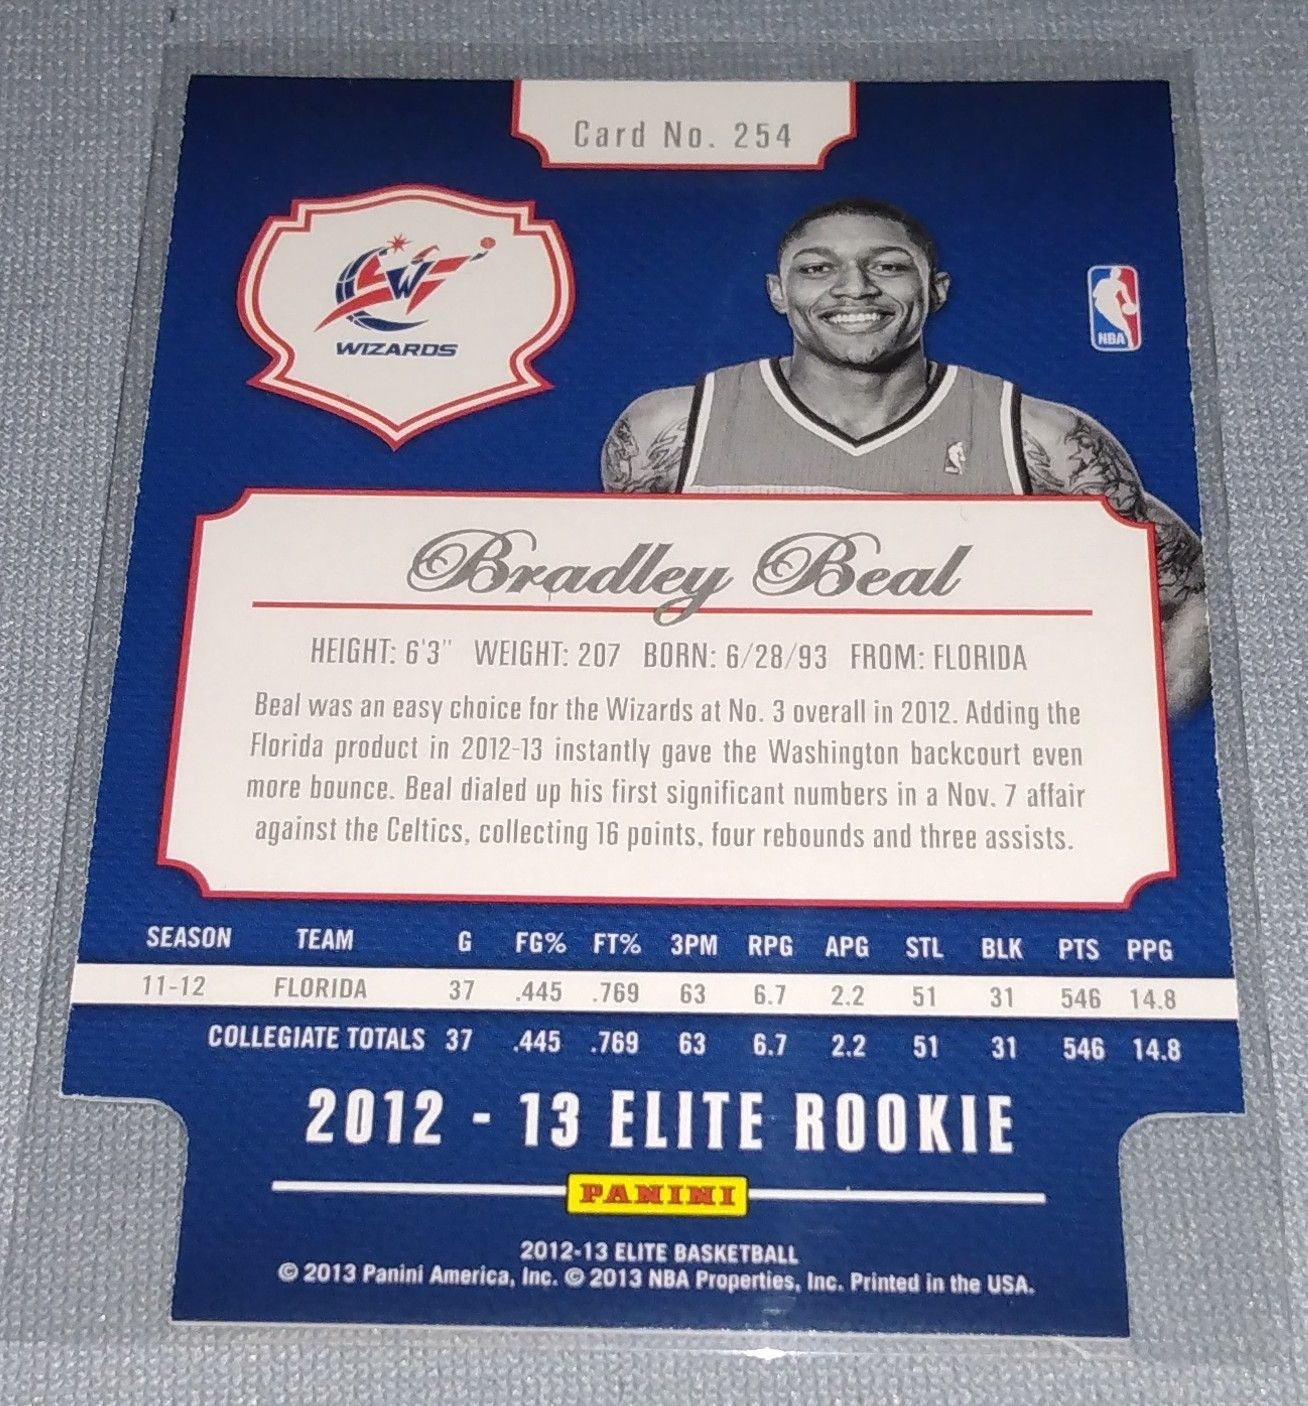 Card No. 254
WIZARDS
NBA
Bradley Beal
HEIGHT: 6'3" WEIGHT: 207 BORN: 6/28/93 FROM: FLORIDA
Beal was an easy choice for the Wizards at No. 3 overall in 2012. Adding the
Florida product in 2012-13 instantly gave the Washington backcourt even
more bounce. Beal dialed up his first significant numbers in a Nov. 7 affair
against the Celtics, collecting 16 points, four rebounds and three assists.
SEASON TEAM G FG% FT% 3PM RPG APG STL BLK PTS PPG
11-12 FLORIDA 37 .445 .769 63 6.7 2.2 51 31 546 14.8
COLLEGIATE TOTALS 37 .445 .769 63 6.7 2.2 51 31 546 14.8
2012 - 13 ELITE ROOKIE
PANINI
2012-13 ELITE BASKETBALL
© 2013 Panini America, Inc. © 2013 NBA Properties, Inc. Printed in the USA.